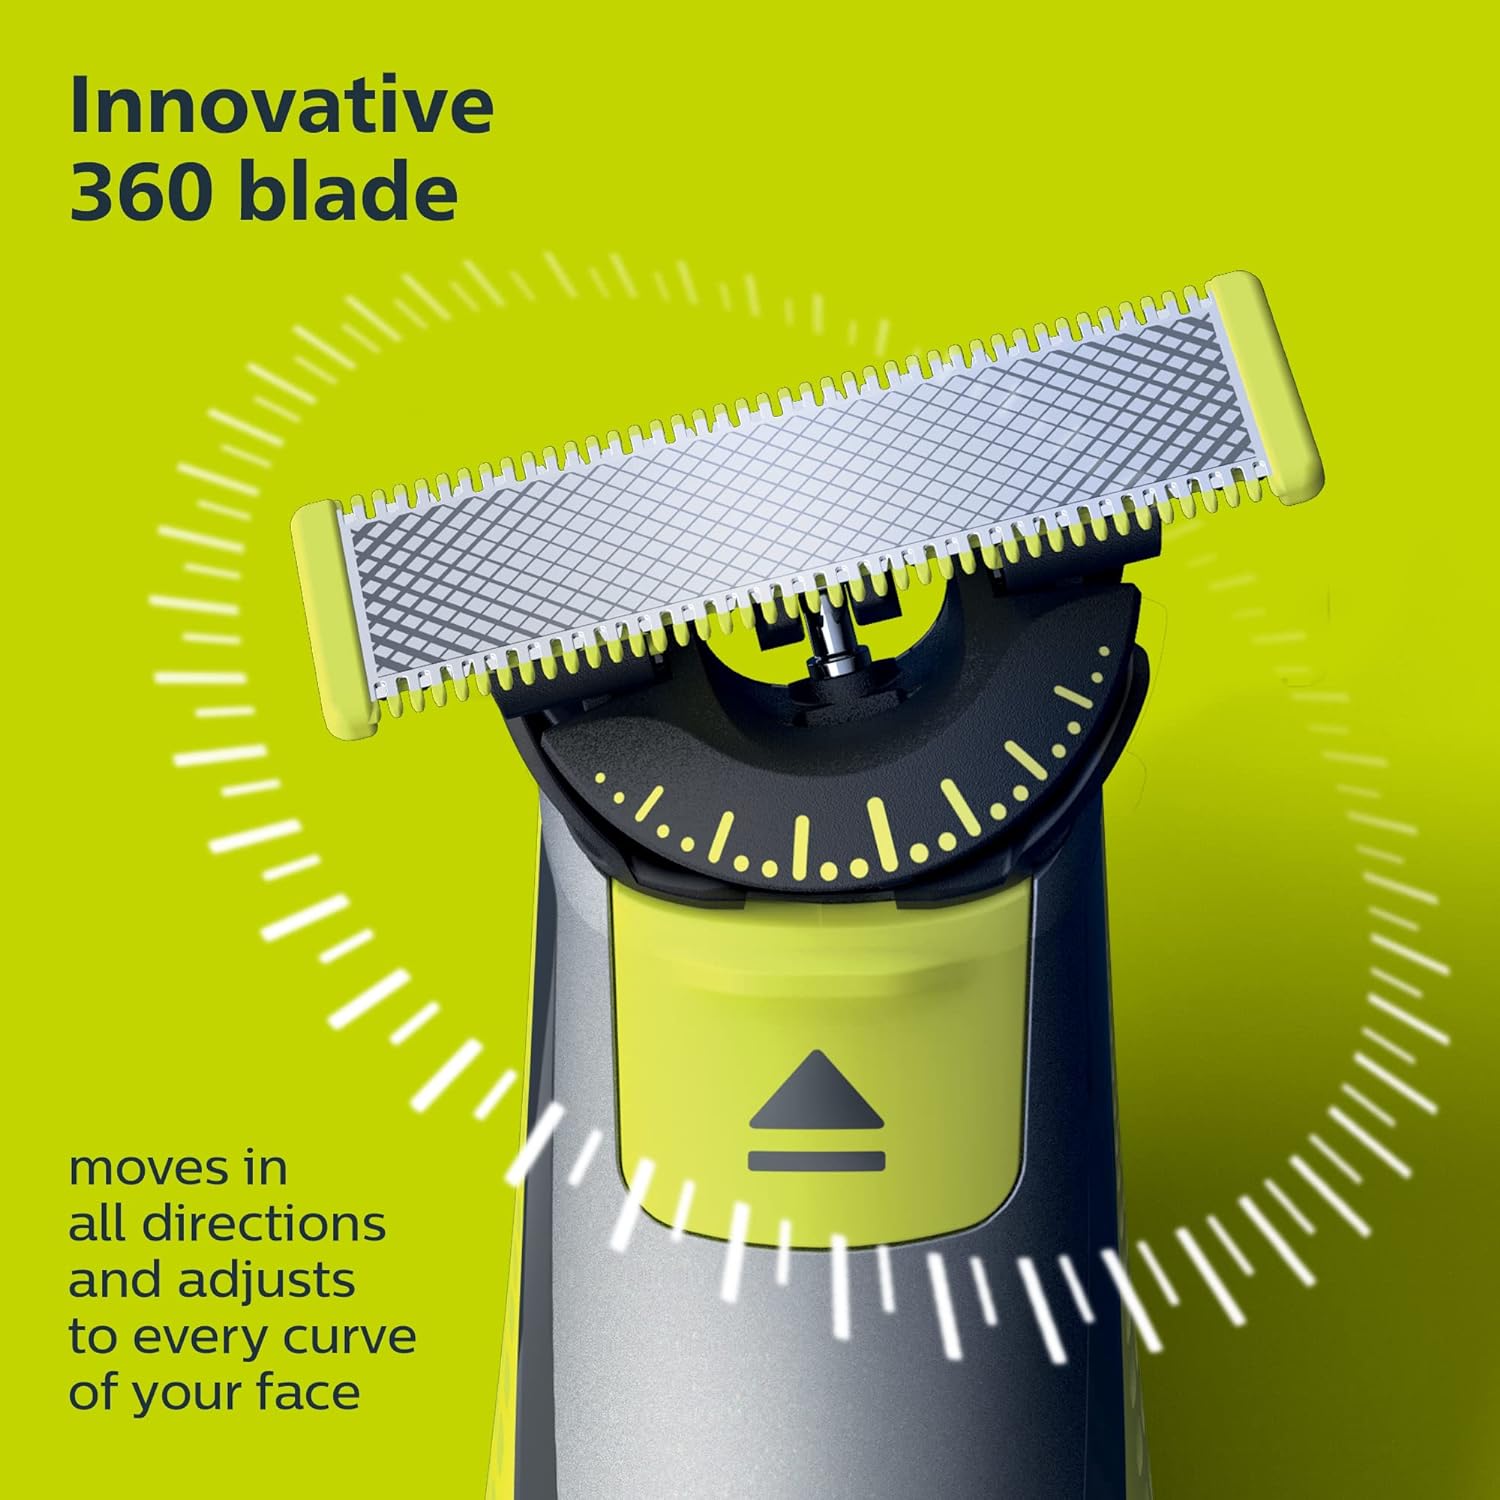 Innovative
360 blade
moves in
all directions
and adjusts
to every curve
of your face